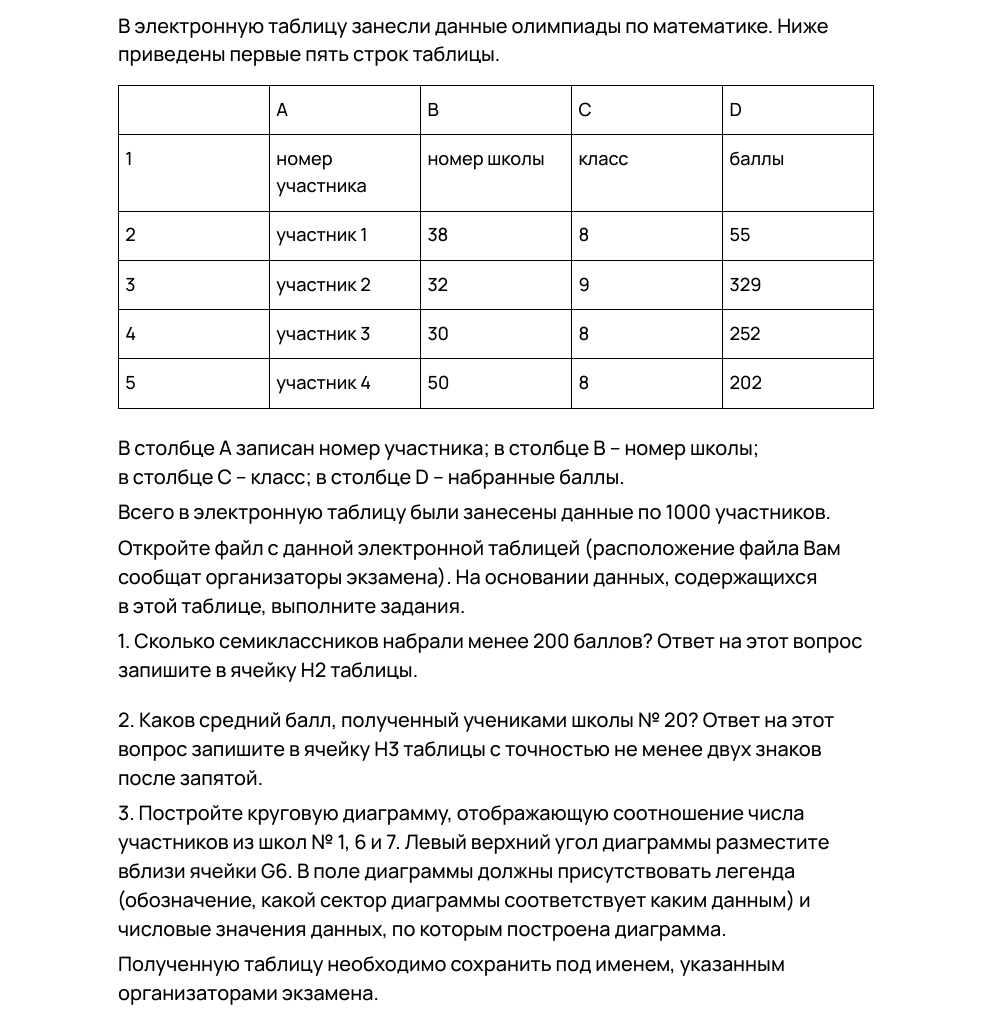 В электронную таблицу занесли данные олимпиады по математике. Ниже
приведены первые пять строк таблицы.
A B C D
1 номер участника номер школы класс баллы
2 участник 1 38 8 55
3 участник 2 32 9 329
4 участник 3 30 8 252
5 участник 4 50 8 202
В столбце A записан номер участника; в столбце B – номер школы;
в столбце C – класс; в столбце D – набранные баллы.
Всего в электронную таблицу были занесены данные по 1000 участников.
Откройте файл с данной электронной таблицей (расположение файла Вам
сообщат организаторы экзамена). На основании данных, содержащихся
в этой таблице, выполните задания.
1. Сколько семиклассников набрали менее 200 баллов? Ответ на этот вопрос
запишите в ячейку H2 таблицы.
2. Каков средний балл, полученный учениками школы № 20? Ответ на этот
вопрос запишите в ячейку H3 таблицы с точностью не менее двух знаков
после запятой.
3. Постройте круговую диаграмму, отображающую соотношение числа
участников из школ № 1, 6 и 7. Левый верхний угол диаграммы разместите
вблизи ячейки G6. В поле диаграммы должны присутствовать легенда
(обозначение, какой сектор диаграммы соответствует каким данным) и
числовые значения данных, по которым построена диаграмма.
Полученную таблицу необходимо сохранить под именем, указанным
организаторами экзамена.